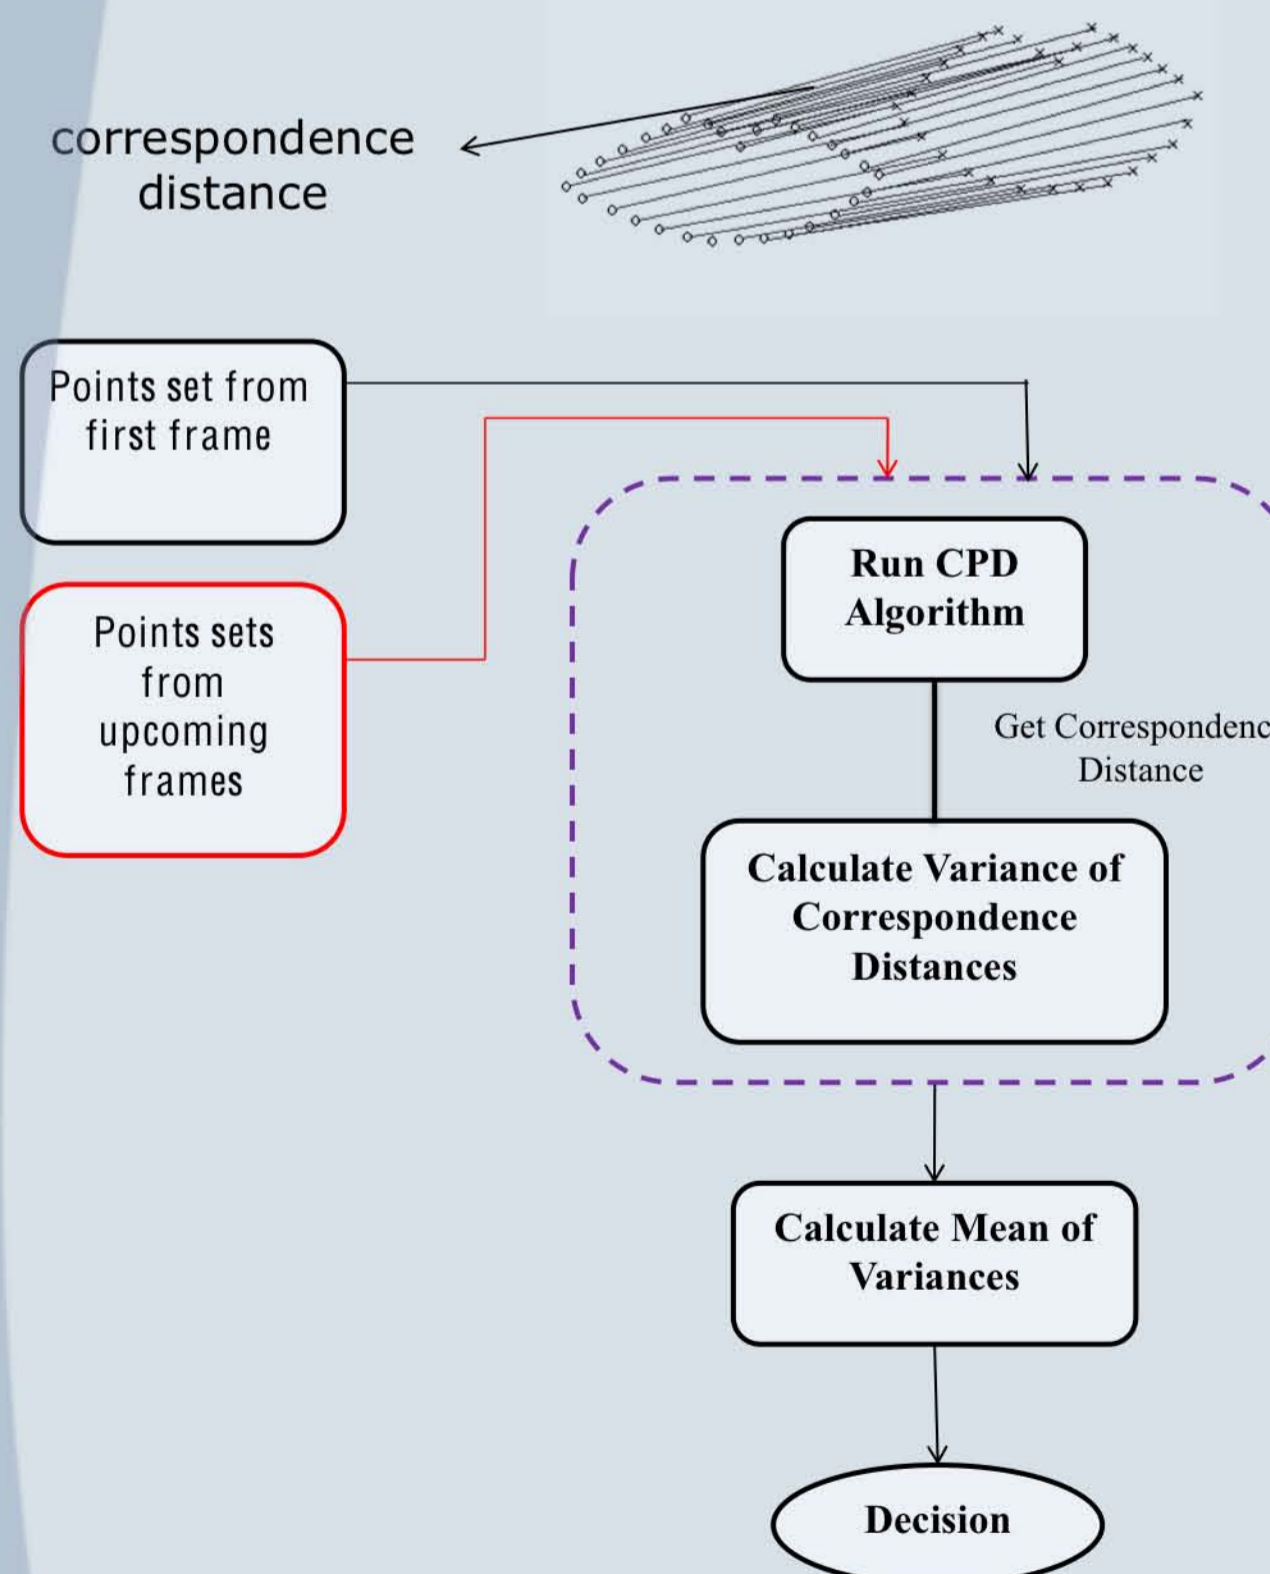 correspondence
distance
Points set from
first frame
Points sets
from
upcoming
frames
Run CPD
Algorithm
Get Correspondenc
Distance
Calculate Variance of
Correspondence
Distances
Calculate Mean of
Variances
Decision